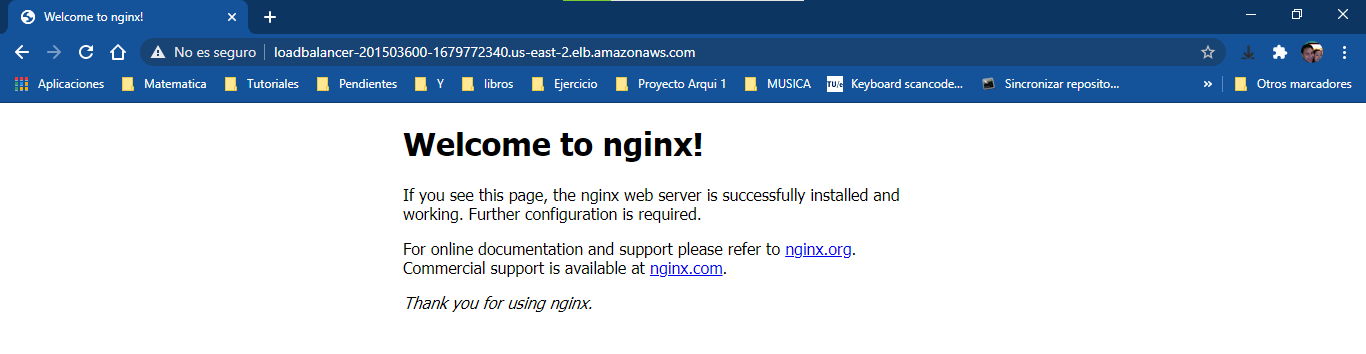 Welcome to nginx!
No es seguro loadbalancer-201503600-1679772340.us-east-2.elb.amazonaws.com
Aplicaciones Matematica Tutoriales Pendientes Y libros Ejercicio Proyecto Arqui 1 MUSICA TU/e Keyboard scancode... Sincronizar reposito... » Otros marcadores
Welcome to nginx!
If you see this page, the nginx web server is successfully installed and
working. Further configuration is required.
For online documentation and support please refer to nginx.org.
Commercial support is available at nginx.com.
Thank you for using nginx.